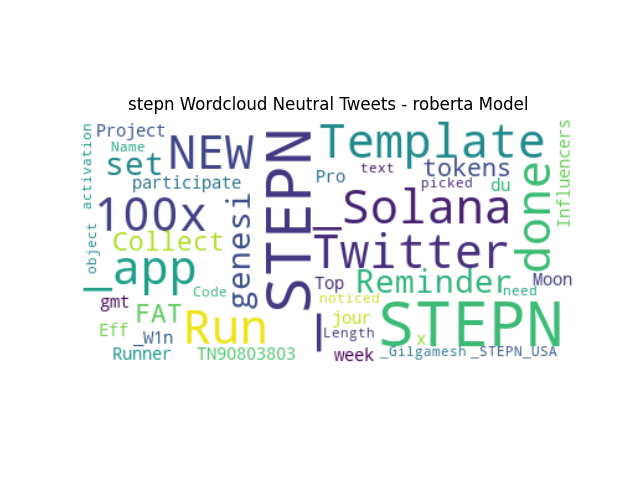 stepn Wordcloud Neutral Tweets - roberta Model
activation
Project
Name
set
NEW
participate
100x
Collect
object
_app
genesi
gmt
Code
FAT
Eff
_W1n
Run
Runner
TN90803803
STEPN
Template
Pro
text
tokens
picked
du
_Solana
done
Influencers
Twitter
Top
Reminder
need
Moon
noticed
jour
I
Length
STEPN
x
week
_Gilgamesh
_STEPN_USA